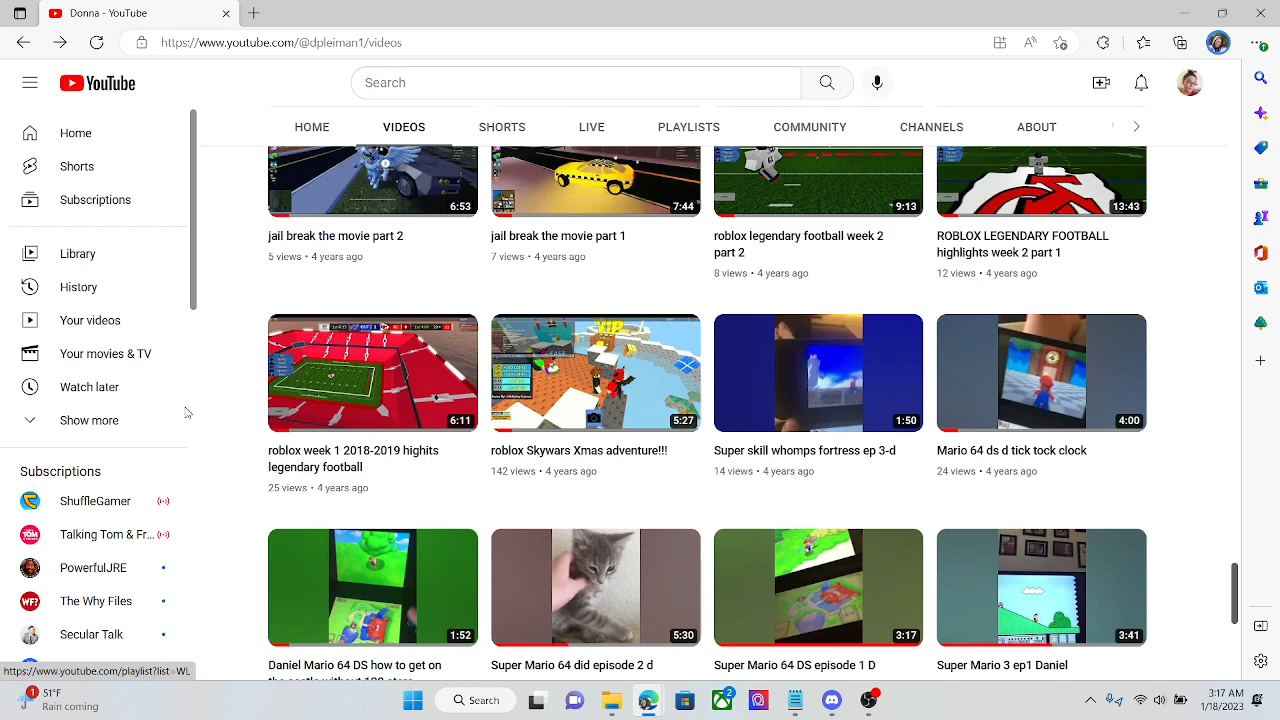 Donna - YouTube
https://www.youtube.com/@dpleiman1/videos
YouTube
Search
HOME
VIDEOS
SHORTS
LIVE
PLAYLISTS
COMMUNITY
CHANNELS
ABOUT
Home
Shorts
Subscriptions
Library
History
Your videos
Your movies & TV
Watch later
Show more
Subscriptions
ShuffleGamer
Talking Tom & Fr...
PowerfulJRE
The Why Files
Secular Talk
6:53
jail break the movie part 2
5 views • 4 years ago
7:44
jail break the movie part 1
7 views • 4 years ago
9:13
roblox legendary football week 2
part 2
8 views • 4 years ago
13:43
ROBLOX LEGENDARY FOOTBALL
highlights week 2 part 1
12 views • 4 years ago
6:11
roblox week 1 2018-2019 highits
legendary football
25 views • 4 years ago
5:27
roblox Skywars Xmas adventure!!!
142 views • 4 years ago
1:50
Super skill whomps fortress ep 3-d
14 views • 4 years ago
4:00
Mario 64 ds d tick tock clock
24 views • 4 years ago
1:52
Daniel Mario 64 DS how to get on
5:30
Super Mario 64 did episode 2 d
3:17
Super Mario 64 DS episode 1 D
3:41
Super Mario 3 ep1 Daniel
https://www.youtube.com/playlist?list=WL
1
51°F
Rain coming
Search
2
3:17 AM
1/18/2023